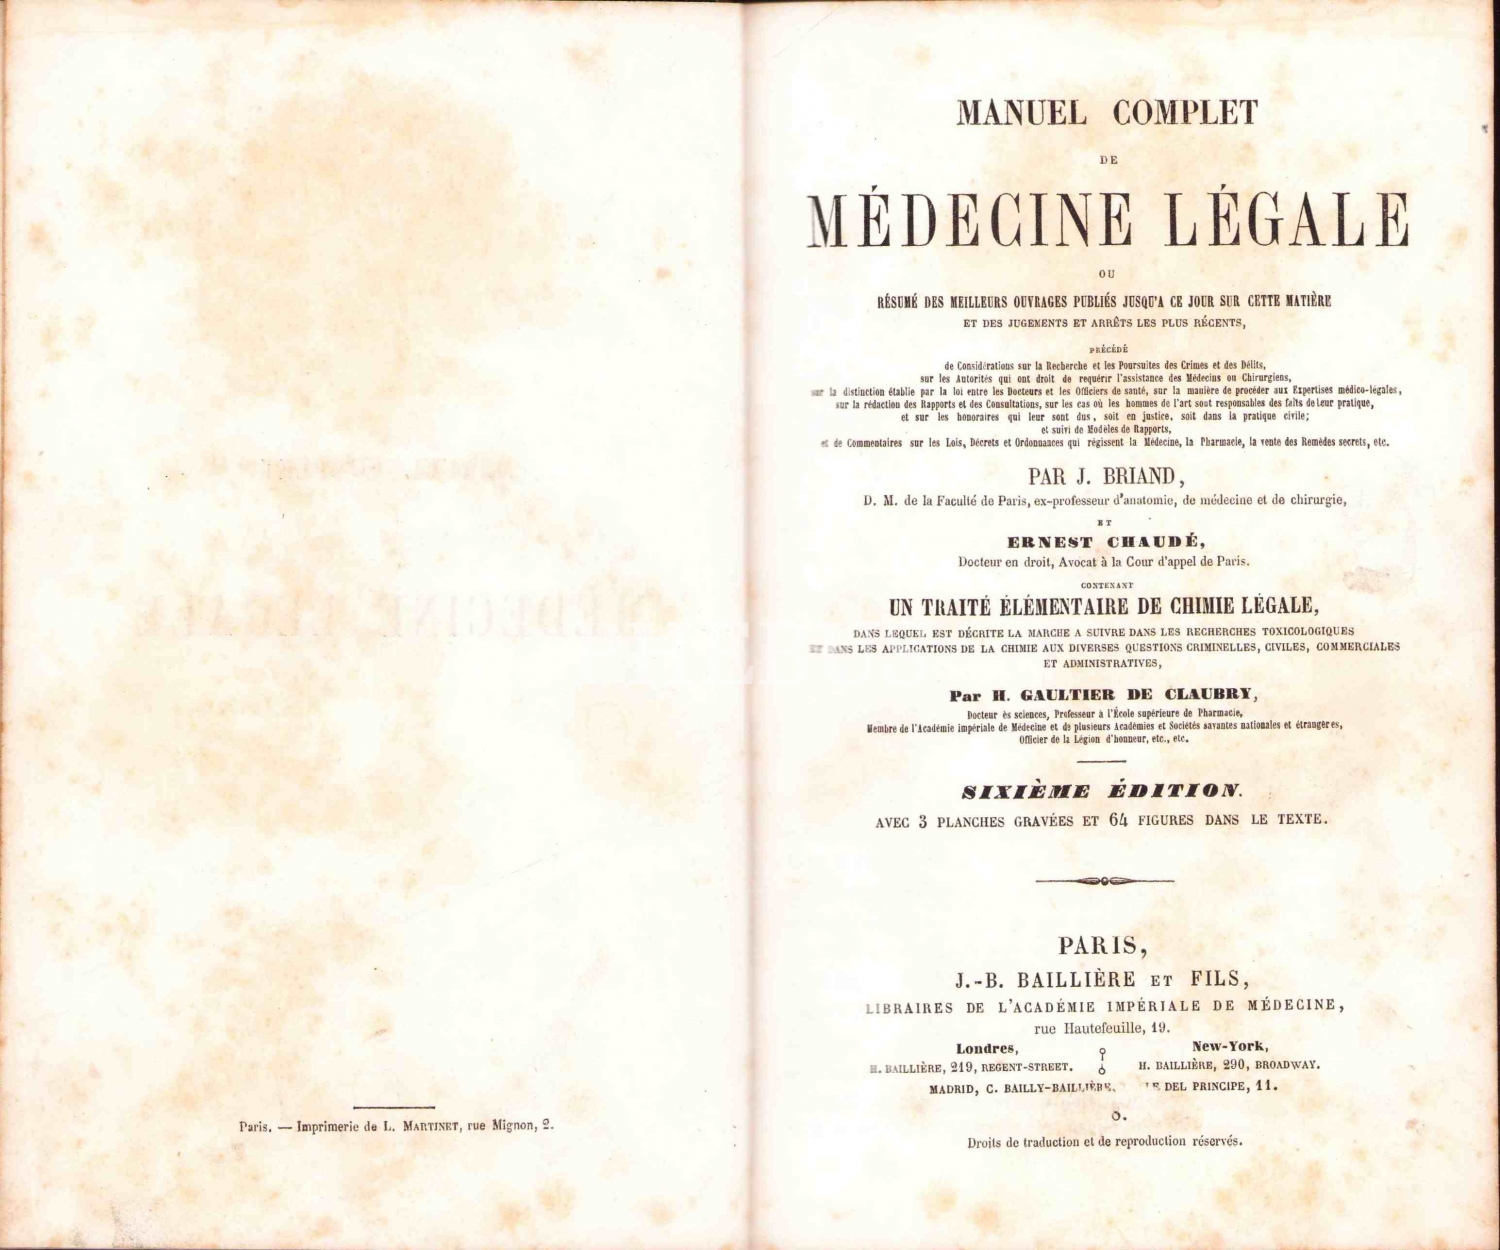 Paris. — Imprimerie de L. MARTINET, rue Mignon, 2.
MANUEL COMPLET
DE
MÉDECINE LÉGALE
OU
RÉSUMÉ DES MEILLEURS OUVRAGES PUBLIÉS JUSQU'A CE JOUR SUR CETTE MATIÈRE
ET DES JUGEMENTS ET ARRÊTS LES PLUS RÉCENTS,
PRÉCÉDÉ
de Considérations sur la Recherche et les Poursuites des Crimes et des Délits,
sur les Autorités qui ont droit de requérir l'assistance des Médecins ou Chirurgiens,
sur la distinction établie par la loi entre les Docteurs et les Officiers de santé, sur la manière de procéder aux Expertises médico-légales,
sur la rédaction des Rapports et des Consultations, sur les cas où les hommes de l'art sont responsables des faits de leur pratique,
et sur les honoraires qui leur sont dus, soit en justice, soit dans la pratique civile;
et suivi de Modèles de Rapports,
et de Commentaires sur les Lois, Décrets et Ordonnances qui régissent la Médecine, la Pharmacie, la vente des Remèdes secrets, etc.
PAR J. BRIAND,
D. M. de la Faculté de Paris, ex-professeur d'anatomie, de médecine et de chirurgie,
ET
ERNEST CHAUDÉ,
Docteur en droit, Avocat à la Cour d'appel de Paris.
CONTENANT
UN TRAITÉ ÉLÉMENTAIRE DE CHIMIE LÉGALE,
DANS LEQUEL EST DÉCRITE LA MARCHE A SUIVRE DANS LES RECHERCHES TOXICOLOGIQUES
ET DANS LES APPLICATIONS DE LA CHIMIE AUX DIVERSES QUESTIONS CRIMINELLES, CIVILES, COMMERCIALES
ET ADMINISTRATIVES,
Par H. GAULTIER DE CLAUBRY,
Docteur ès sciences, Professeur à l'École supérieure de Pharmacie,
Membre de l'Académie impériale de Médecine et de plusieurs Académies et Sociétés savantes nationales et étrangères,
Officier de la Légion d'honneur, etc., etc.
SIXIÈME ÉDITION.
AVEC 3 PLANCHES GRAVÉES ET 64 FIGURES DANS LE TEXTE.
PARIS,
J.-B. BAILLIÈRE ET FILS,
LIBRAIRES DE L'ACADÉMIE IMPÉRIALE DE MÉDECINE,
rue Hautefeuille, 19.
Londres, New-York,
H. BAILLIÈRE, 219, REGENT-STREET. H. BAILLIÈRE, 290, BROADWAY.
MADRID, C. BAILLY-BAILLIÈRE, DEL PRINCIPE, 11.
Droits de traduction et de reproduction réservés.